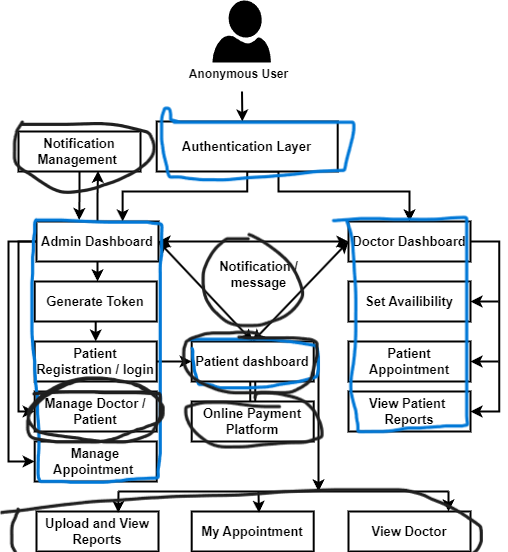 Anonymous User
Notification
Management
Authentication Layer
Admin Dashboard
Notification /
message
Doctor Dashboard
Generate Token
Set Availibility
Patient
Registration / login
Patient dashboard
Patient
Appointment
Manage Doctor /
Patient
Online Payment
Platform
View Patient
Reports
Manage
Appointment
Upload and View
Reports
My Appointment
View Doctor